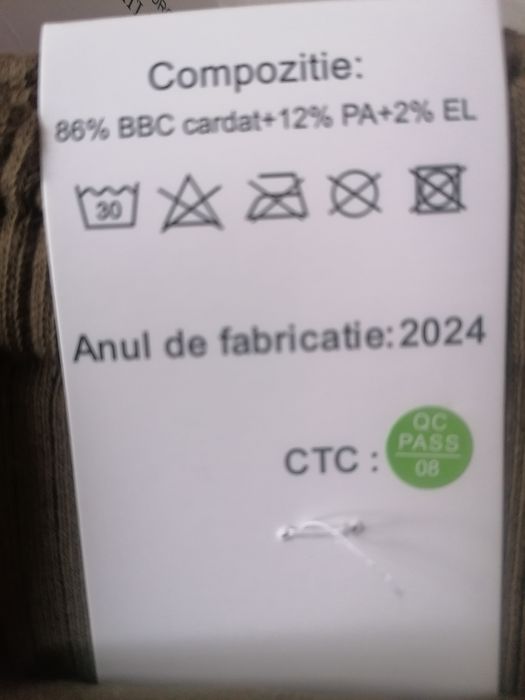 Compozitie:
86% BBC cardat+12% PA+2% EL
30
Anul de fabricatie:2024
CTC :
QC
PASS
08